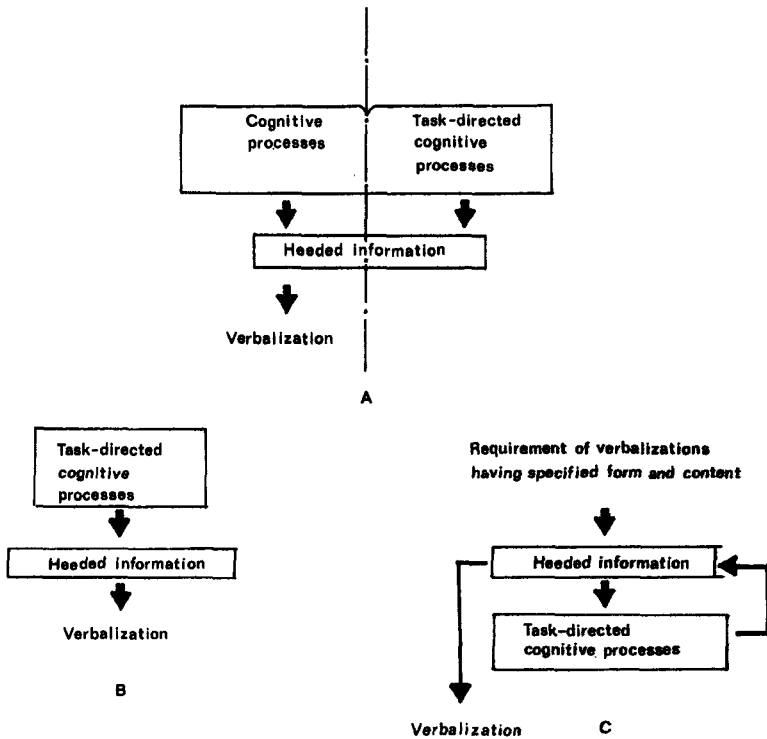 Cognitive
processes
Task-directed
cognitive
processes
Heeded information
Verbalization
A
Task-directed
cognitive
processes
Heeded information
Verbalization
B
Requirement of verbalizations
having specified form and content
Heeded information
Task-directed
cognitive processes
Verbalization
C